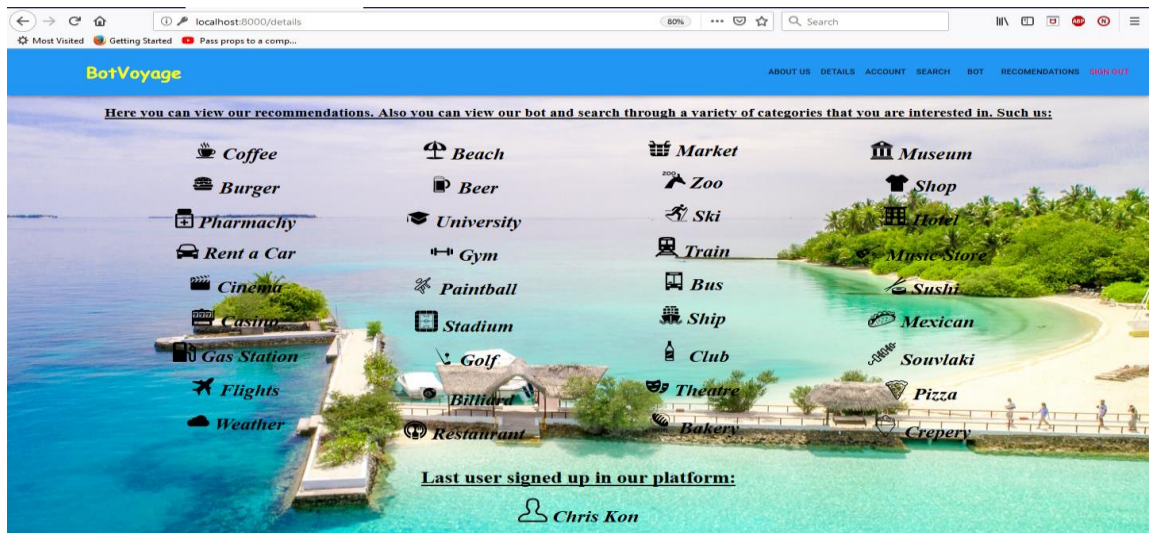 localhost:8000/details
80%
Search
Most Visited Getting Started Pass props to a comp...
BotVoyage
ABOUT US DETAILS ACCOUNT SEARCH BOT RECOMENDATIONS SIGN OUT
Here you can view our recommendations. Also you can view our bot and search through a variety of categories that you are interested in. Such us:
Coffee Beach Market Museum
Burger Beer ZOO Zoo Shop
Pharmachy University Ski Hotel
Rent a Car Gym Train Music Store
Cinema Paintball Bus Sushi
Casino Stadium Ship Mexican
Gas Station Golf Club Souvlaki
Flights Billiard Theatre Pizza
Weather Restaurant Bakery Crepery
Last user signed up in our platform:
Chris Kon